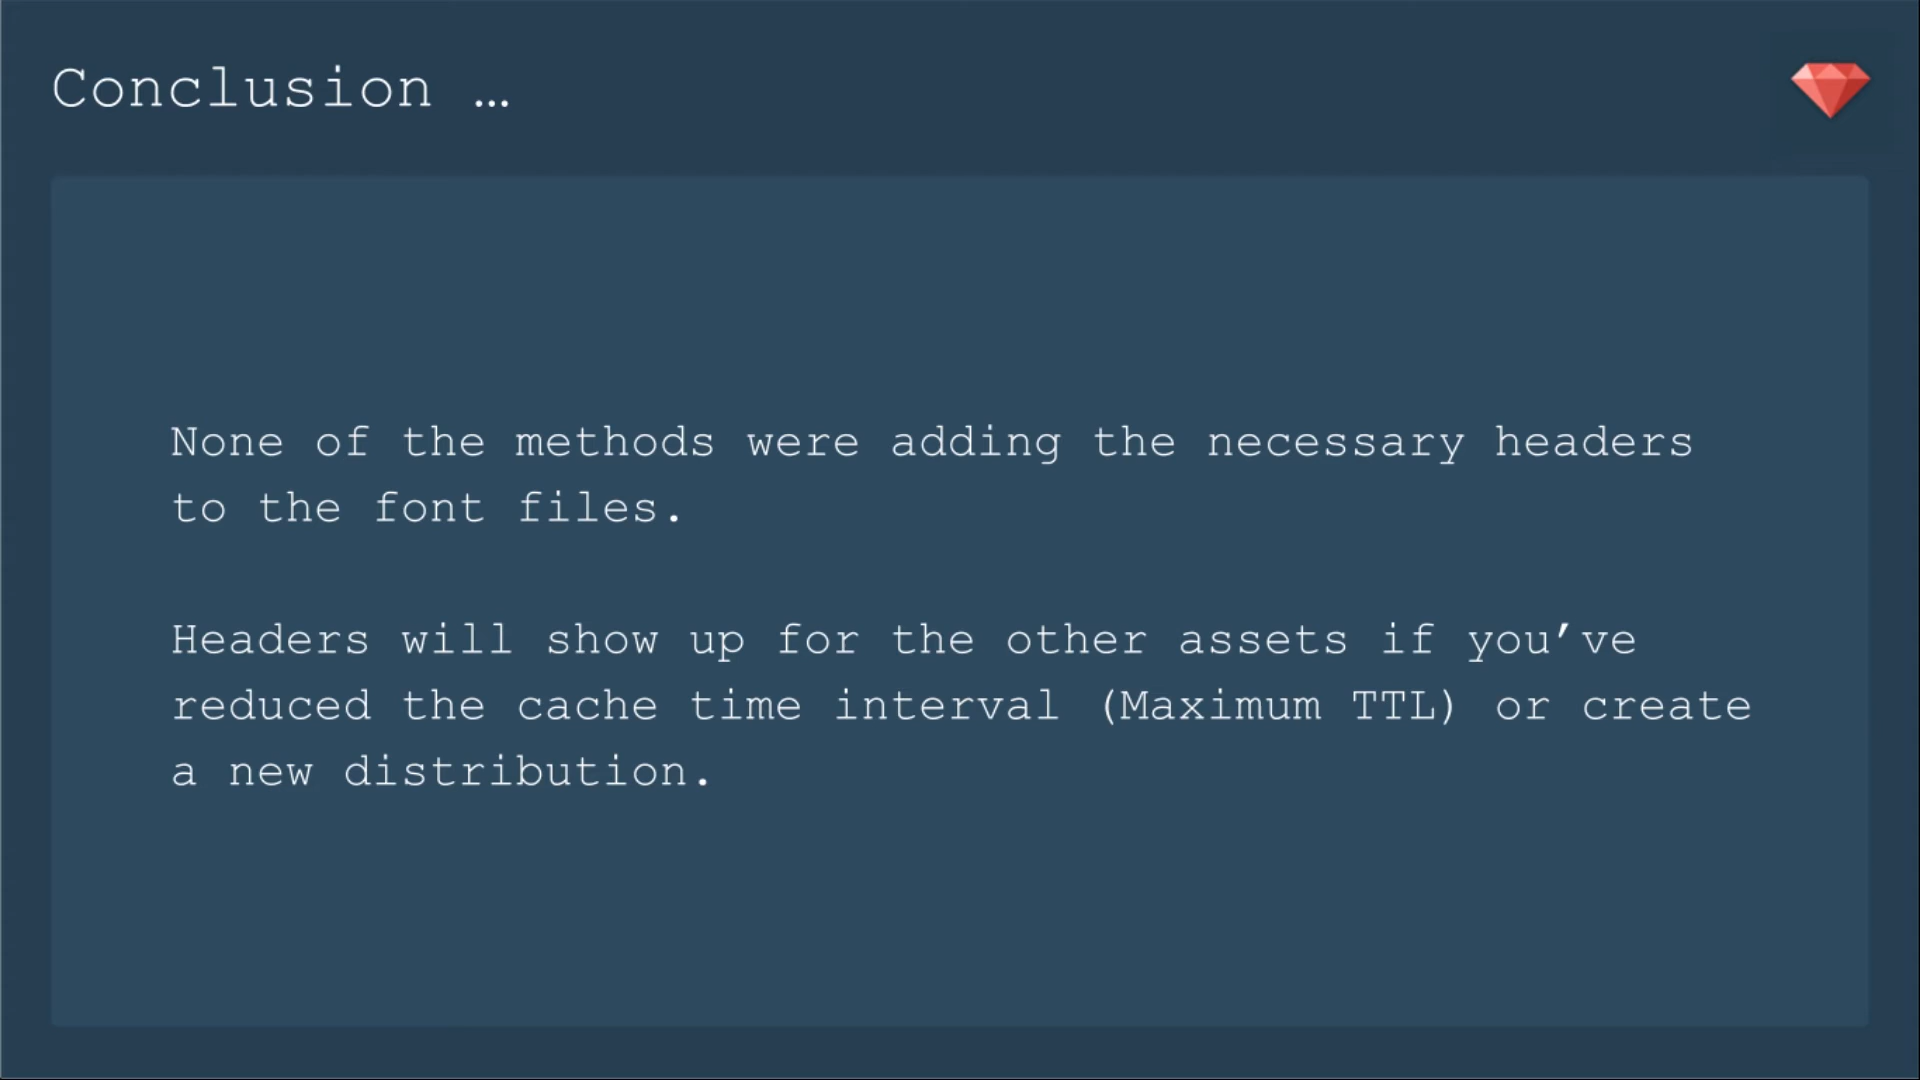 Conclusion …
None of the methods were adding the necessary headers
to the font files.
Headers will show up for the other assets if you’ve
reduced the cache time interval (Maximum TTL) or create
a new distribution.